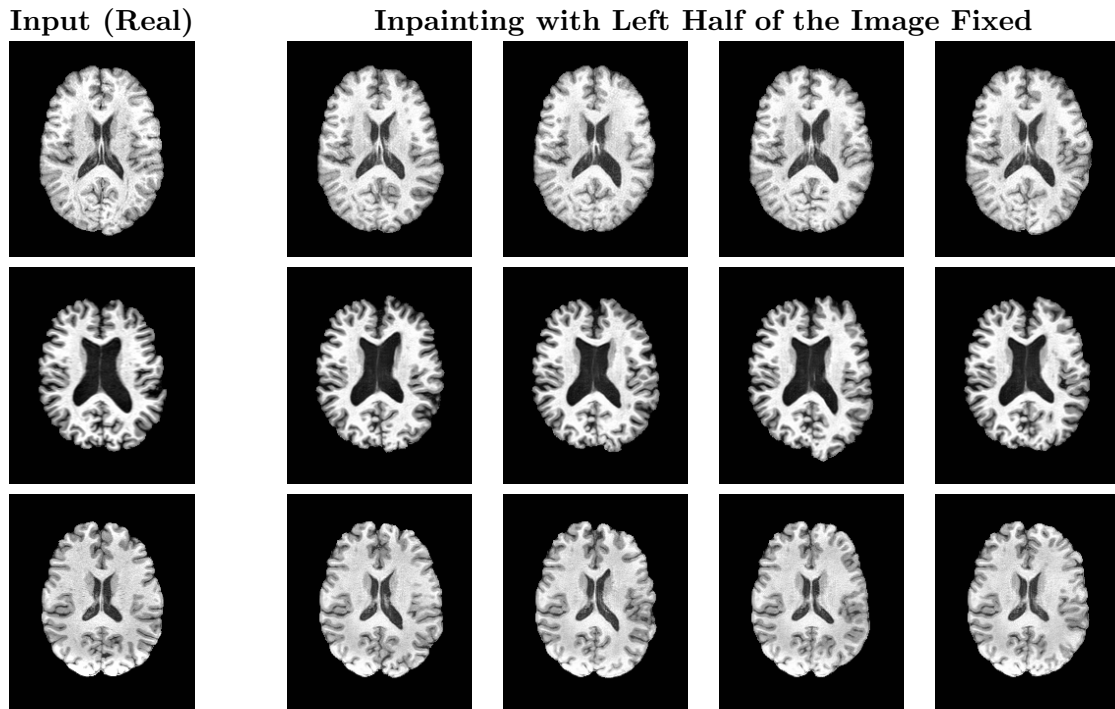 Input (Real)
Inpainting with Left Half of the Image Fixed